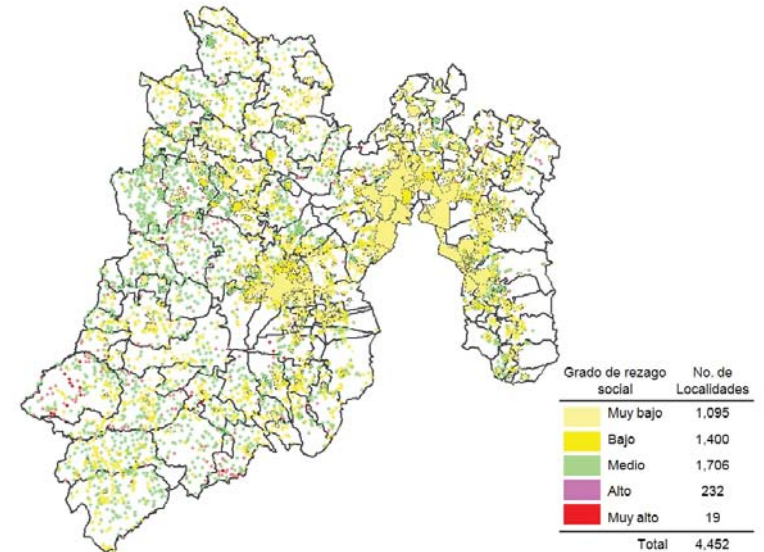 Grado de rezago social No. de Localidades
Muy bajo 1,095
Bajo 1,400
Medio 1,706
Alto 232
Muy alto 19
Total 4,452